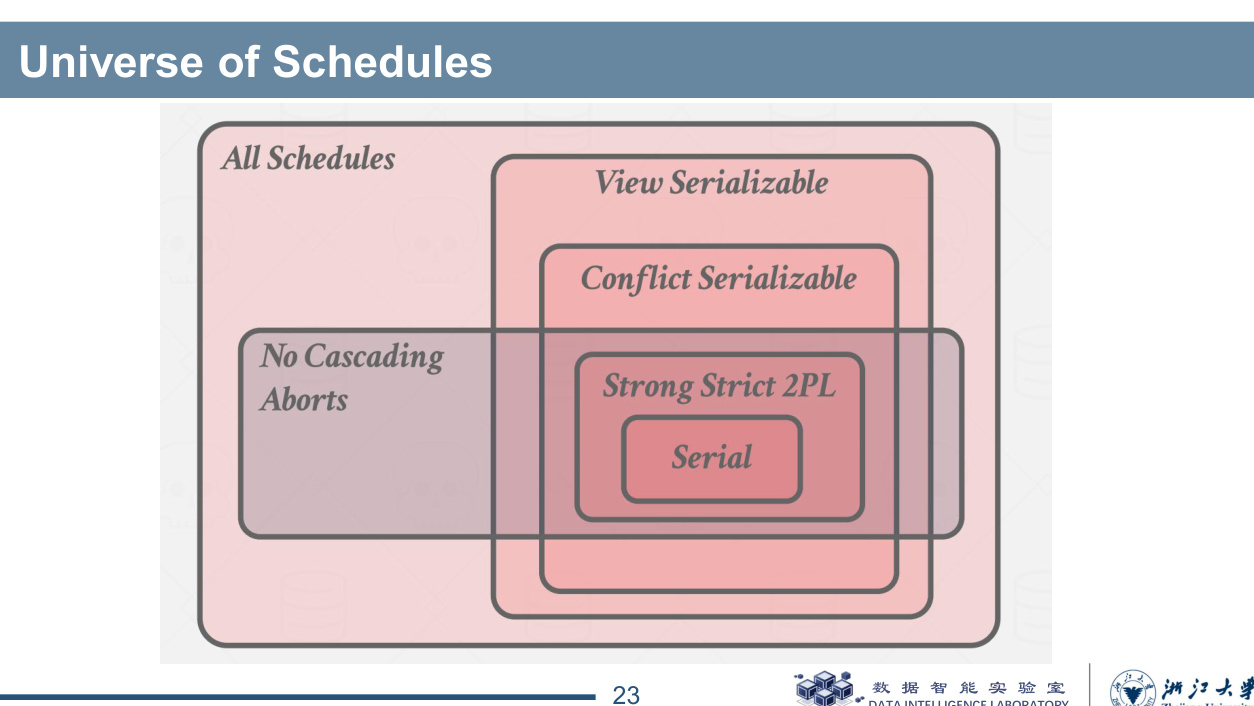 Universe of Schedules
All Schedules
View Serializable
Conflict Serializable
No Cascading
Aborts
Strong Strict 2PL
Serial
23
数据智能实验室
DATA INTELLIGENCE LABORATORY
浙江大学